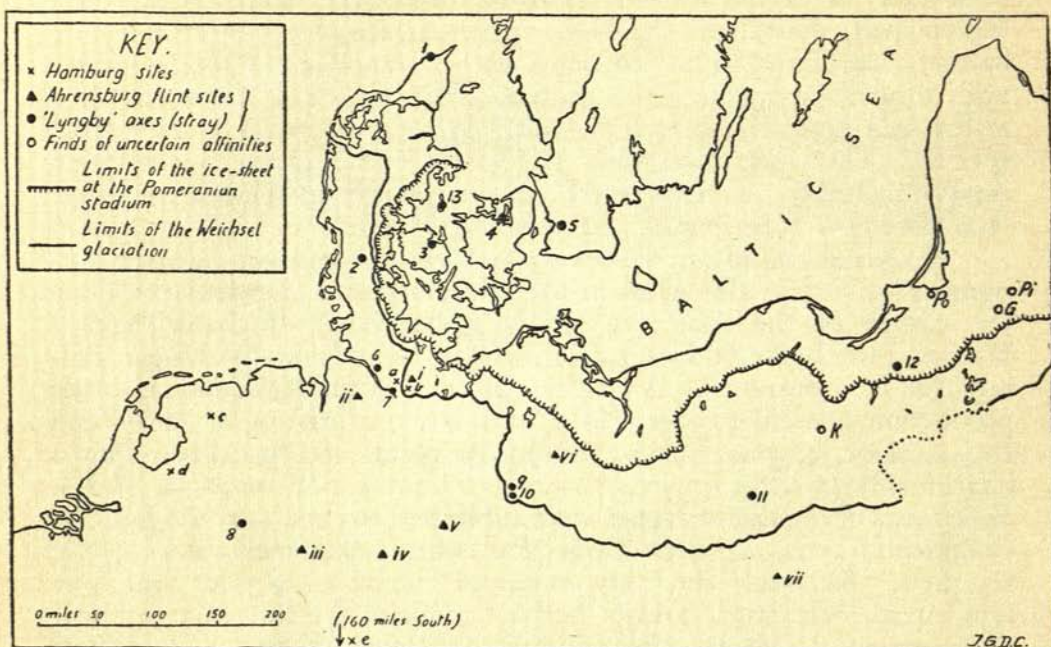 KEY.
× Hamburg sites
▲ Ahrensburg flint sites
● 'Lyngby' axes (stray)
○ Finds of uncertain affinities
Limits of the ice-sheet
at the Pomeranian
stadium
Limits of the Weichsel
glaciation
1
13
4
5
3
2
BALTIC SEA
Po
Pi
G
12
6
a
i
b
ii
7
c
K
d
vi
9
10
11
8
v
iii
iv
vii
0 miles 50 100 150 200
(160 miles South)
×e
J.G.D.C.